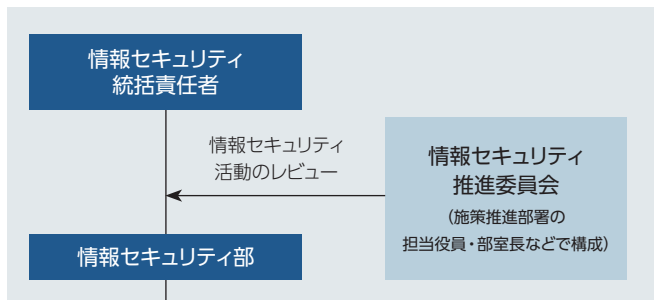 情報セキュリティ
統括責任者
情報セキュリティ
活動のレビュー
情報セキュリティ
推進委員会
(施策推進部署の
担当役員・部室長などで構成)
情報セキュリティ部